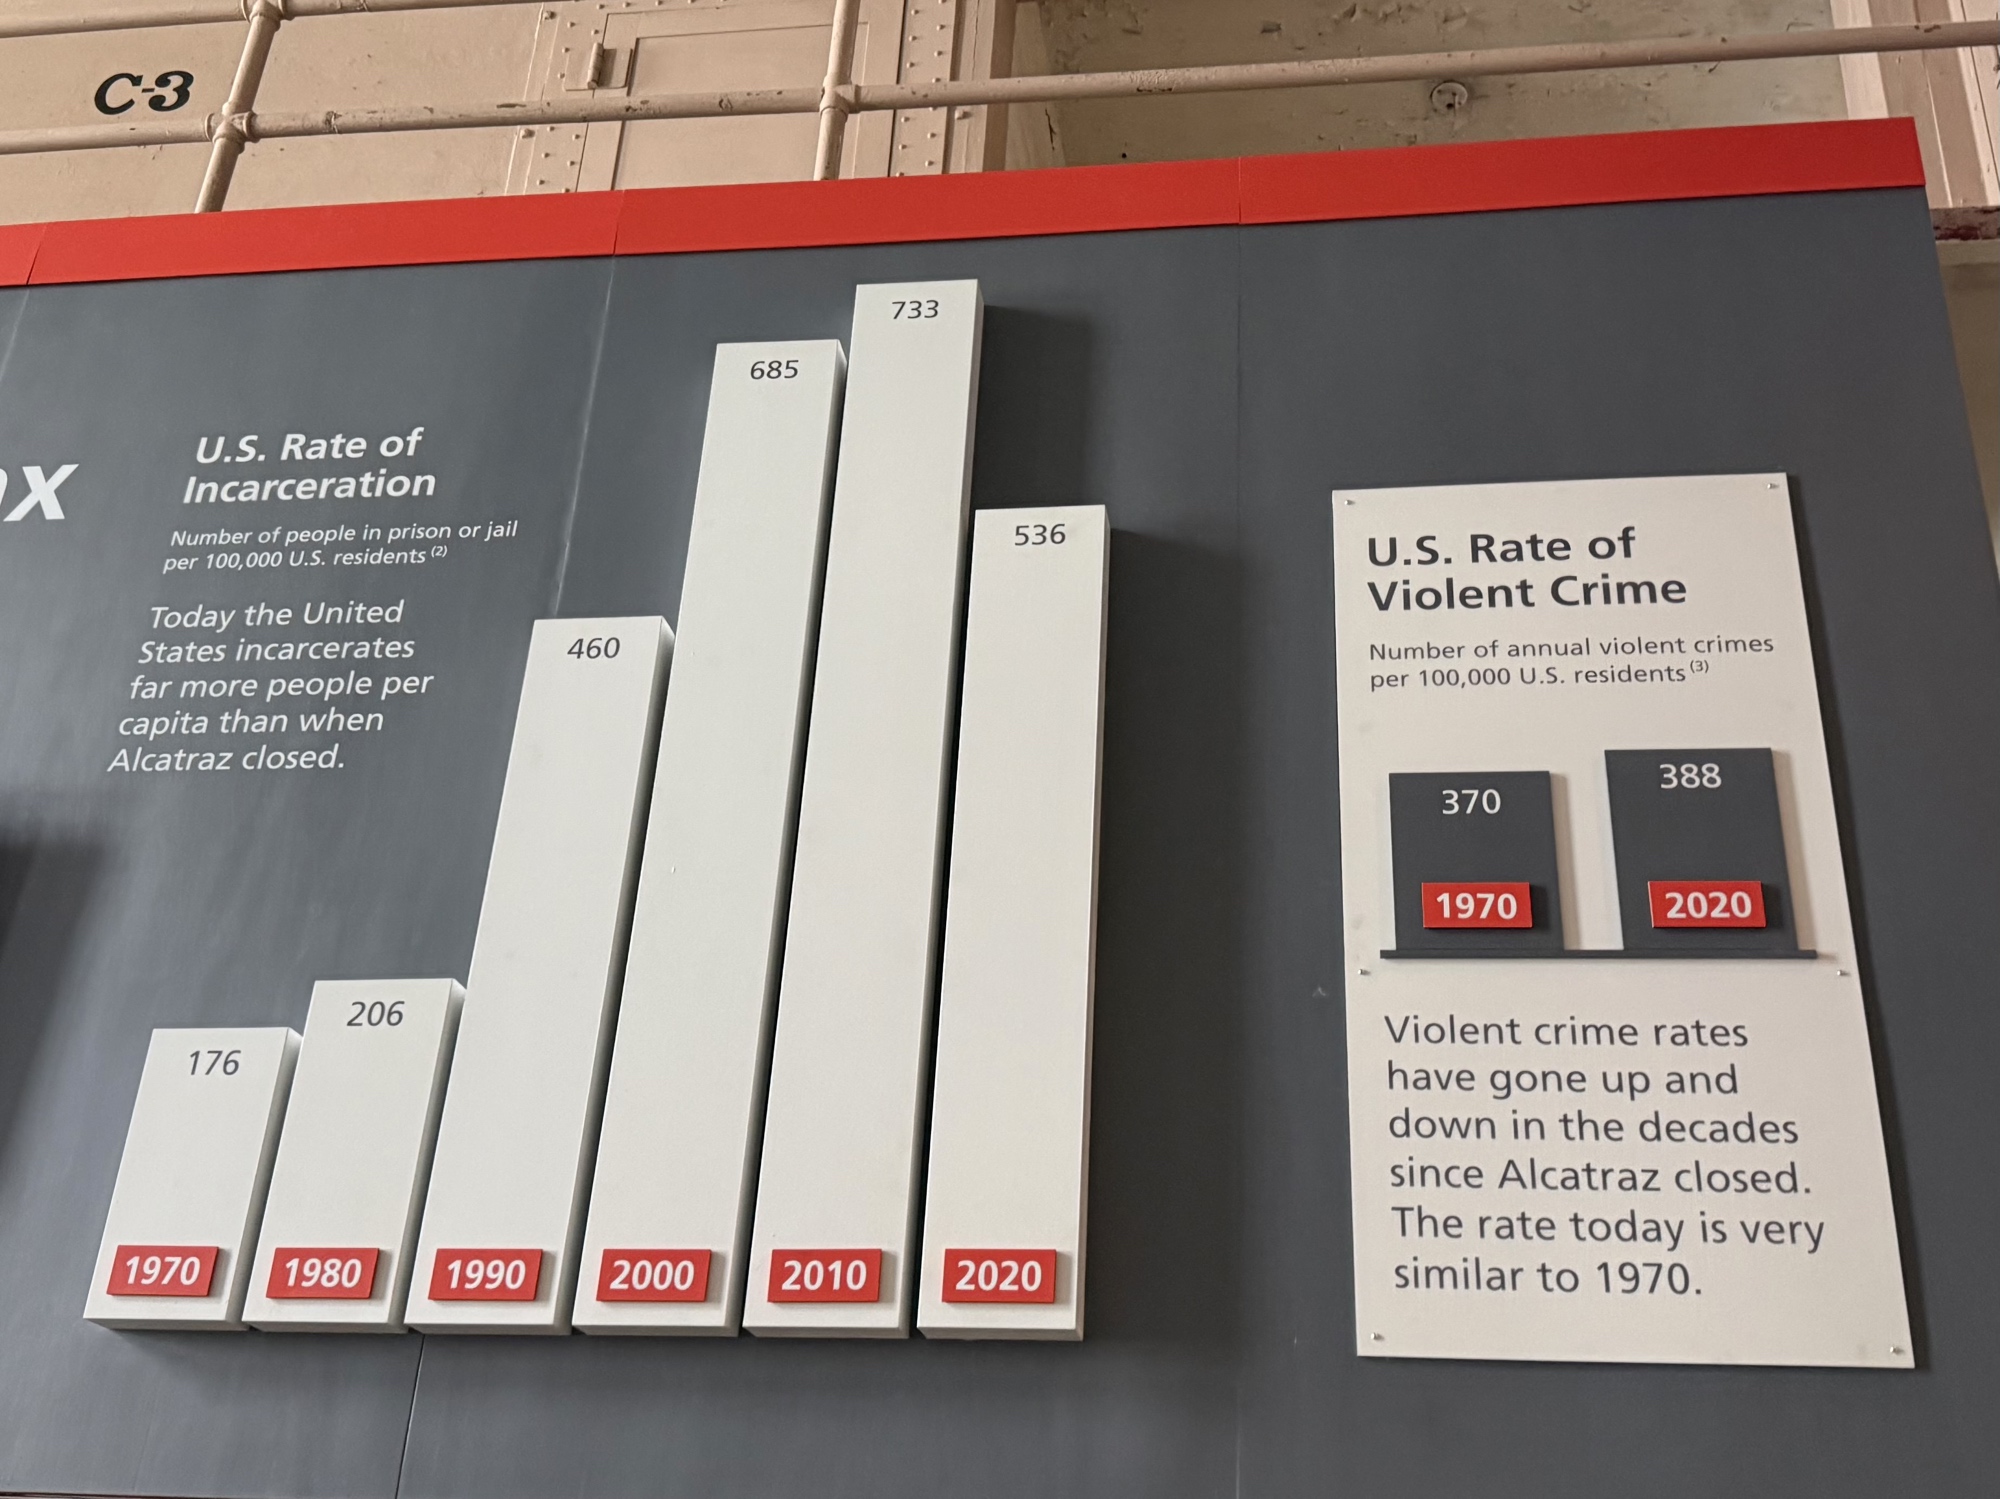 C-3
U.S. Rate of
Incarceration
Number of people in prison or jail
per 100,000 U.S. residents (2)
Today the United
States incarcerates
far more people per
capita than when
Alcatraz closed.
176
206
460
685
733
536
1970
1980
1990
2000
2010
2020
U.S. Rate of
Violent Crime
Number of annual violent crimes
per 100,000 U.S. residents (3)
370
388
1970
2020
Violent crime rates
have gone up and
down in the decades
since Alcatraz closed.
The rate today is very
similar to 1970.